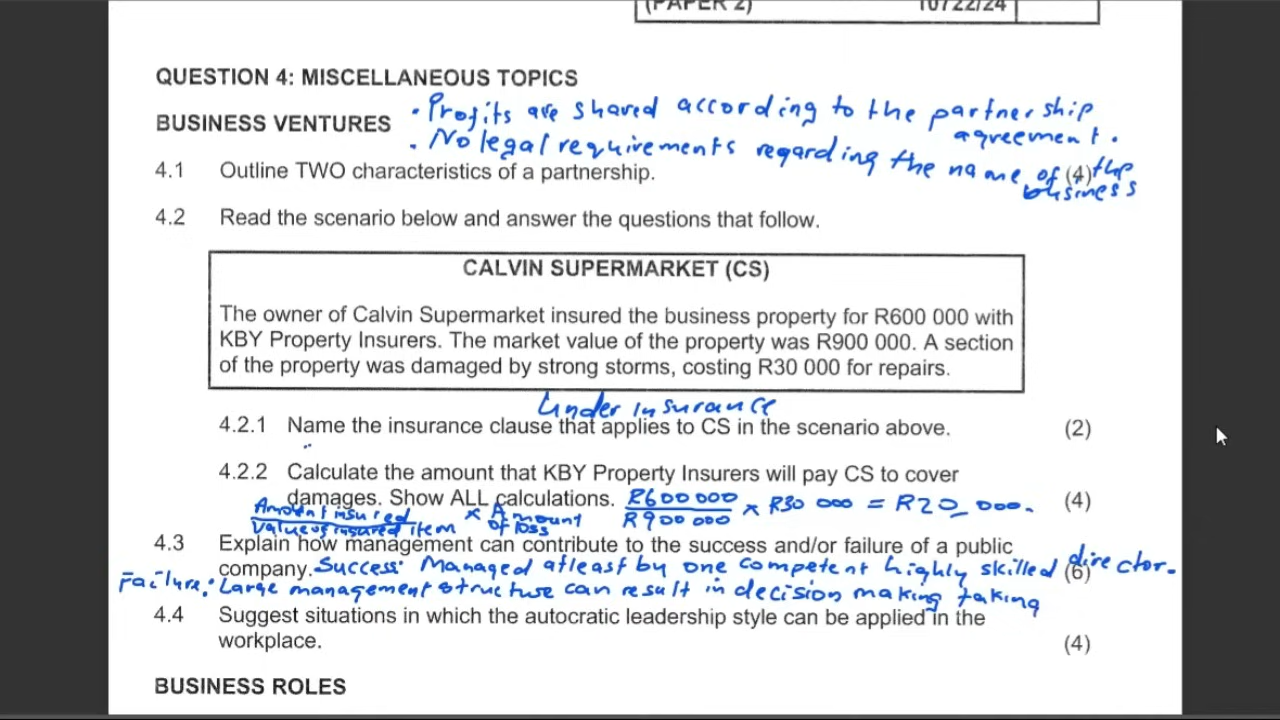 (PAPER 2)
10722/24
QUESTION 4: MISCELLANEOUS TOPICS
• Profits are shared according to the partnership
agreement.
BUSINESS VENTURES
• No legal requirements regarding the name of the
business
4.1 Outline TWO characteristics of a partnership. (4)
4.2 Read the scenario below and answer the questions that follow.
CALVIN SUPERMARKET (CS)
The owner of Calvin Supermarket insured the business property for R600 000 with
KBY Property Insurers. The market value of the property was R900 000. A section
of the property was damaged by strong storms, costing R30 000 for repairs.
Under insurance
4.2.1 Name the insurance clause that applies to CS in the scenario above. (2)
4.2.2 Calculate the amount that KBY Property Insurers will pay CS to cover
damages. Show ALL calculations. (4)
R600 000 / R900 000 × R30 000 = R20 000.
Amount insured / Value of insured item × Amount of loss
4.3 Explain how management can contribute to the success and/or failure of a public
company. (6)
Success: Managed atleast by one competent highly skilled director.
Failure: Large management structure can result in decision making taking
4.4 Suggest situations in which the autocratic leadership style can be applied in the
workplace. (4)
BUSINESS ROLES